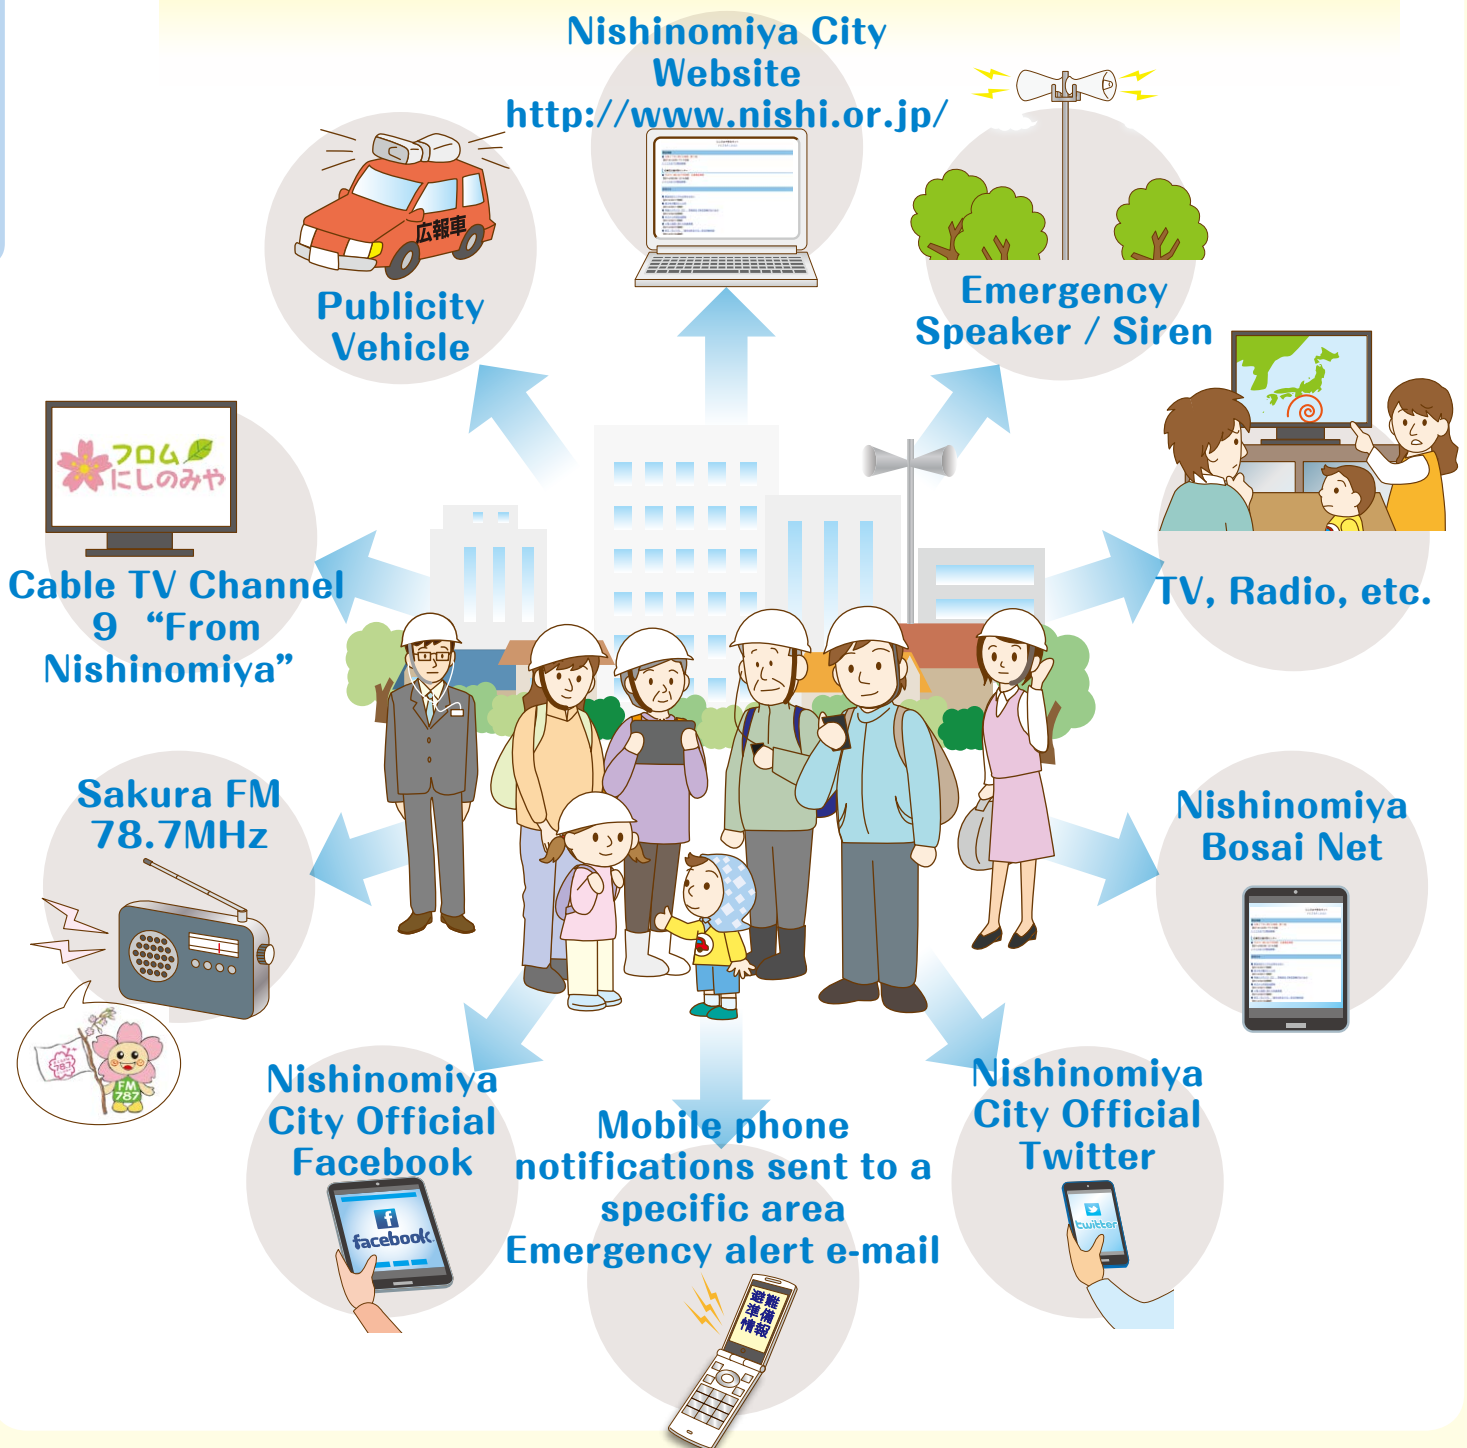 Nishinomiya City
Website
http://www.nishi.or.jp/
広報車
Publicity
Vehicle
Emergency
Speaker / Siren
フロム
にしのみや
Cable TV Channel
9 “From
Nishinomiya”
TV, Radio, etc.
Sakura FM
78.7MHz
78.7
FM
787
Nishinomiya
Bosai Net
Nishinomiya
City Official
Facebook
f
facebook
Mobile phone
notifications sent to a
specific area
Emergency alert e-mail
避難
準備
情報
Nishinomiya
City Official
Twitter
twitter